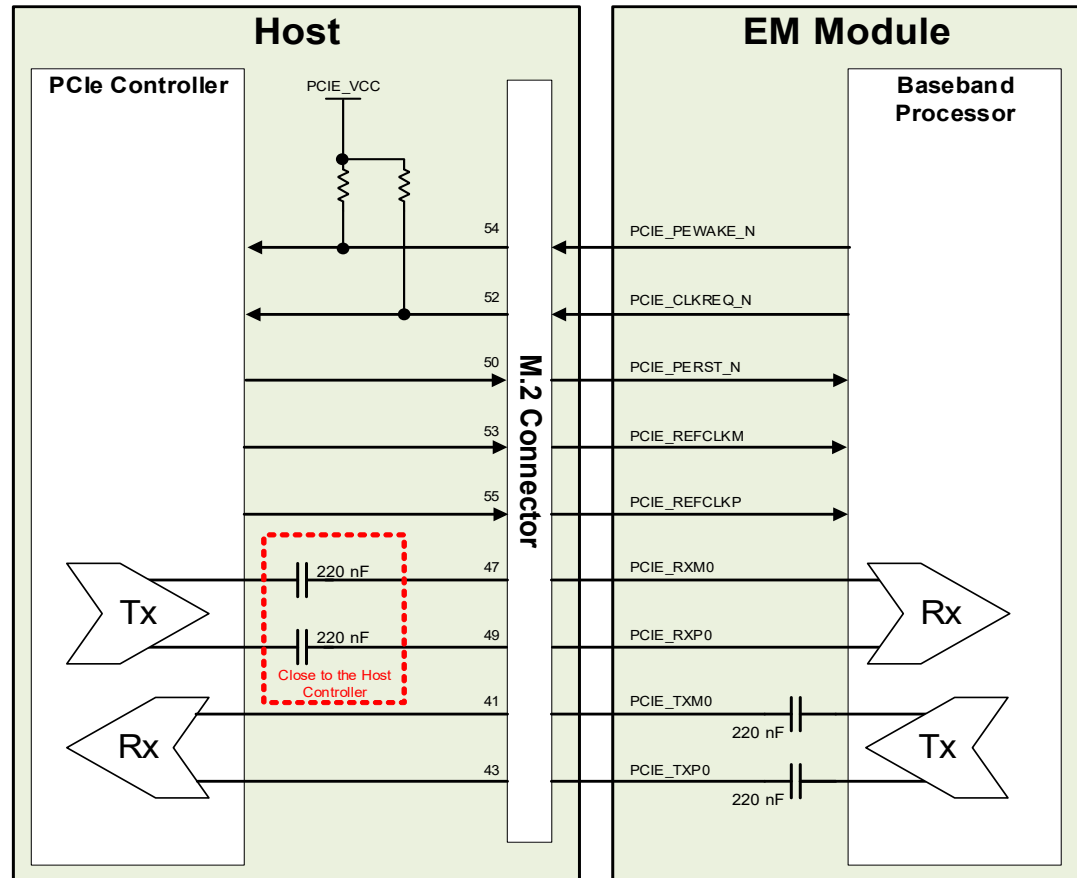 Host
EM Module
PCIe Controller
PCIE_VCC
Baseband
Processor
54
PCIE_PEWAKE_N
52
PCIE_CLKREQ_N
50
PCIE_PERST_N
M.2 Connector
53
PCIE_REFCLKM
55
PCIE_REFCLKP
220 nF
47
PCIE_RXM0
Tx
Rx
220 nF
49
PCIE_RXP0
Close to the Host
Controller
41
PCIE_TXM0
220 nF
Rx
Tx
43
PCIE_TXP0
220 nF